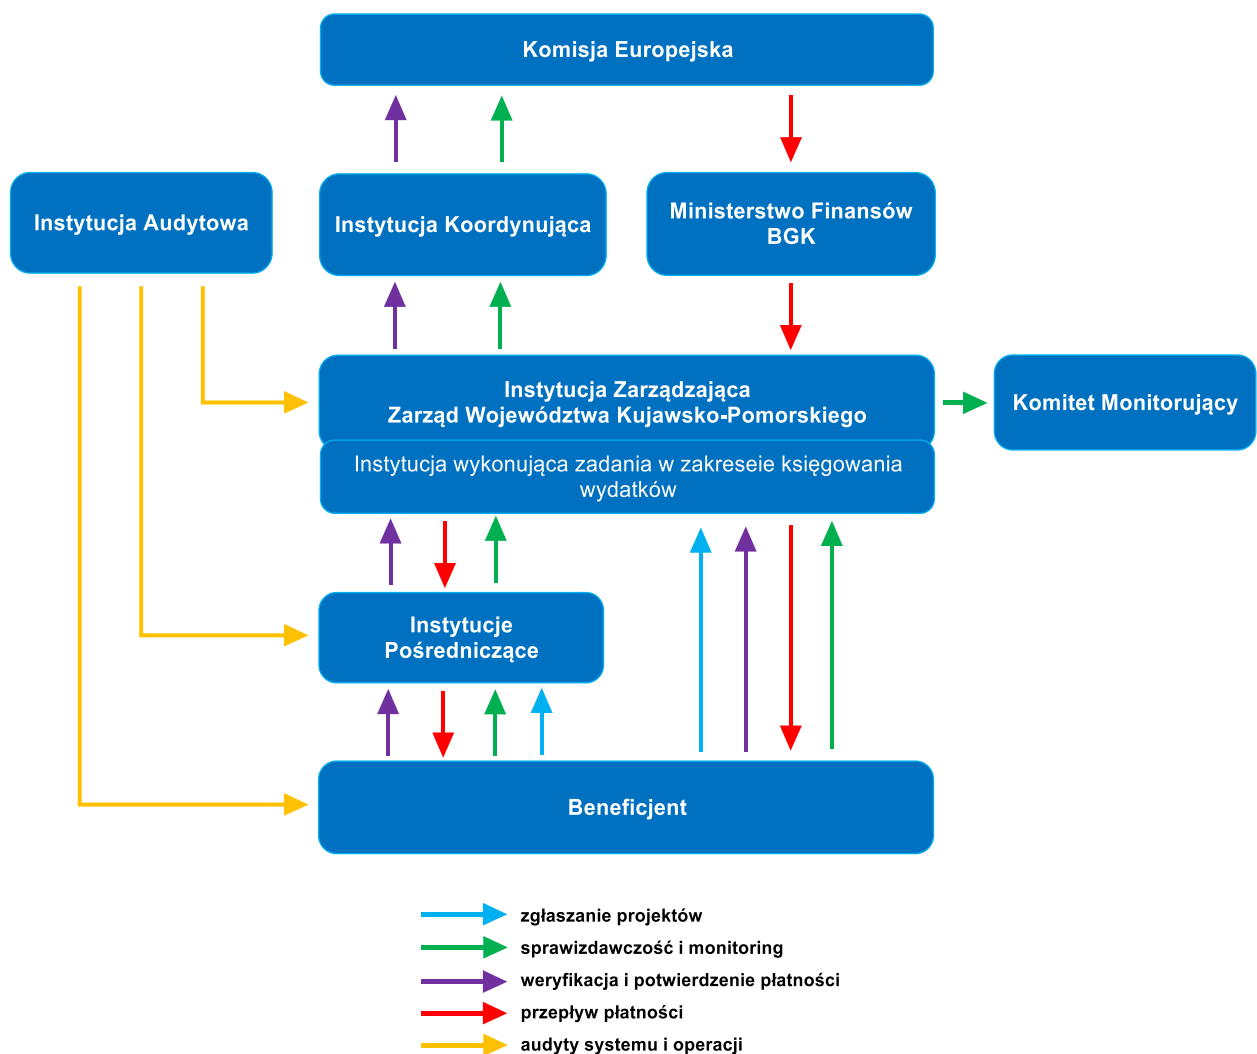 Komisja Europejska
Instytucja Audytowa
Instytucja Koordynująca
Ministerstwo Finansów
BGK
Instytucja Zarządzająca
Zarząd Województwa Kujawsko-Pomorskiego
Komitet Monitorujący
Instytucja wykonująca zadania w zakreseie księgowania
wydatków
Instytucje
Pośredniczące
Beneficjent
zgłaszanie projektów
sprawizdawczość i monitoring
weryfikacja i potwierdzenie płatności
przepływ płatności
audyty systemu i operacji